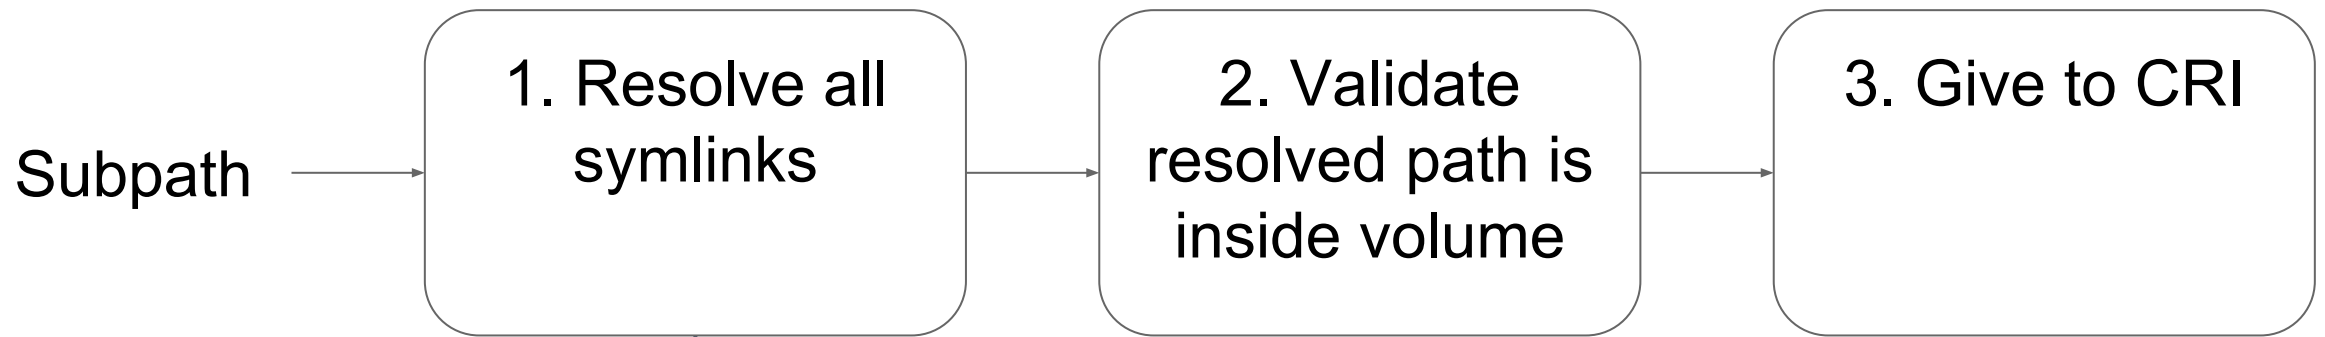 Subpath
1. Resolve all
symlinks
2. Validate
resolved path is
inside volume
3. Give to CRI